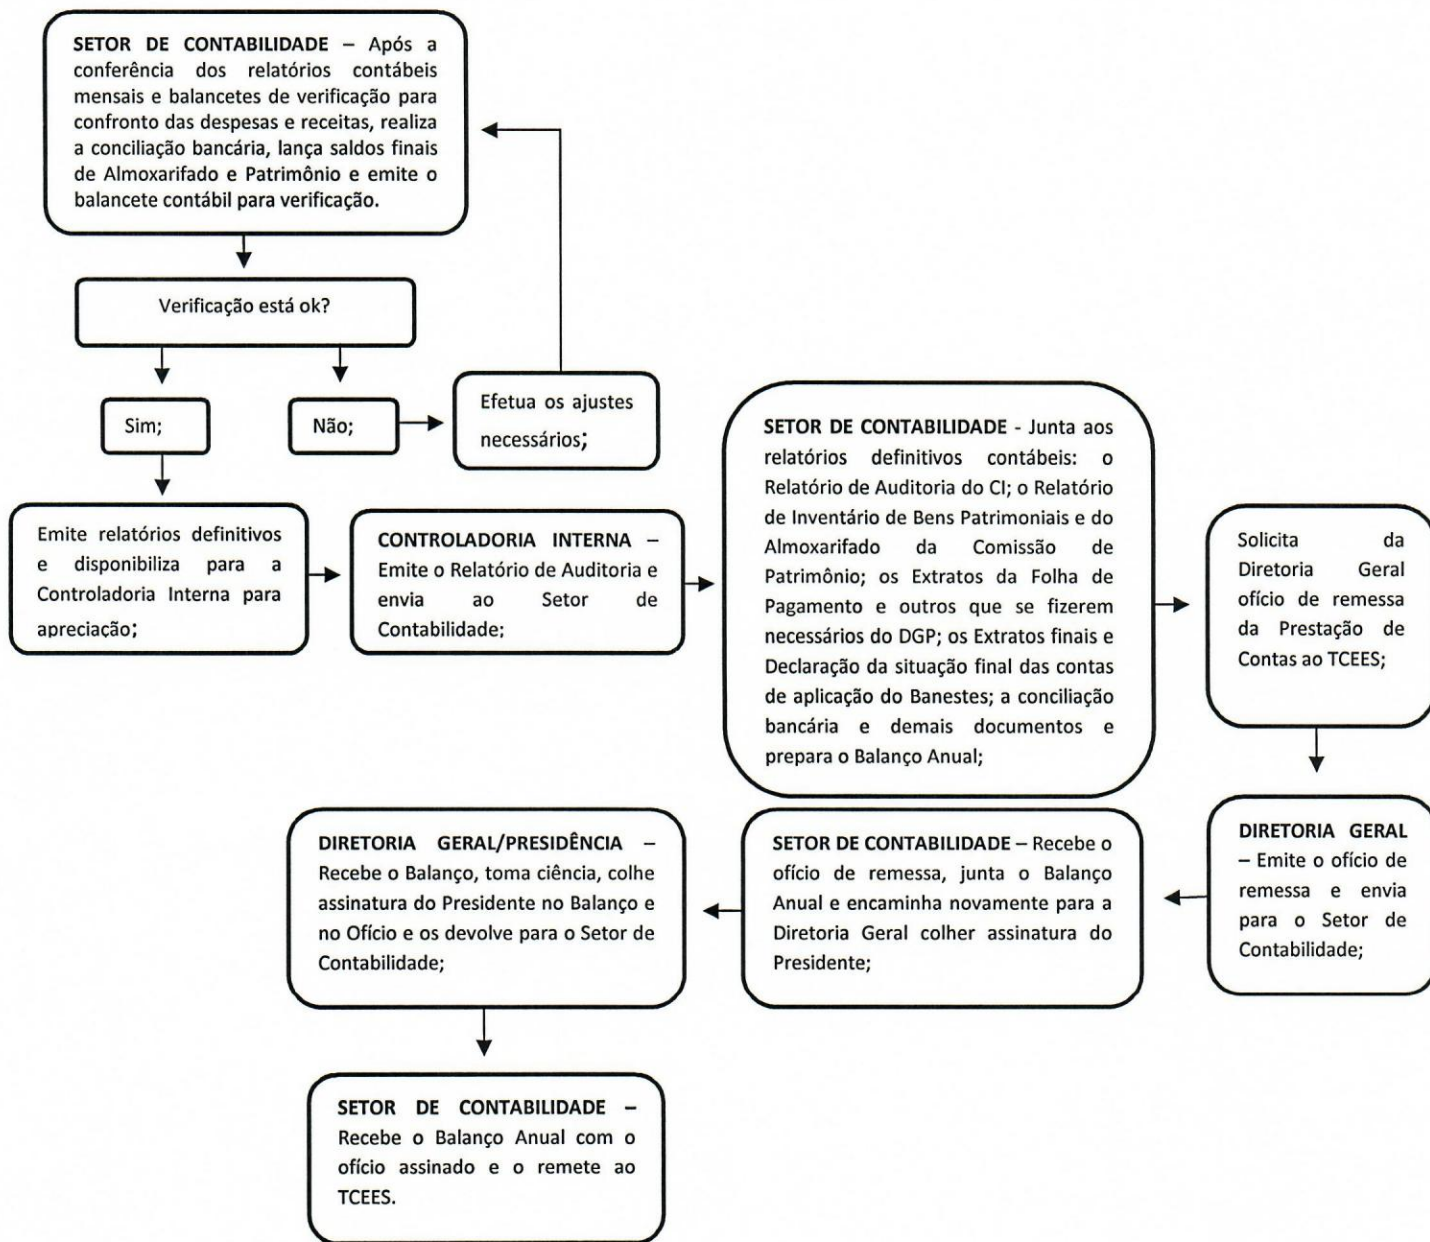 SETOR DE CONTABILIDADE – Após a
conferência dos relatórios contábeis
mensais e balancetes de verificação para
confronto das despesas e receitas, realiza
a conciliação bancária, lança saldos finais
de Almoxarifado e Patrimônio e emite o
balancete contábil para verificação.
Verificação está ok?
Sim;
Não;
Efetua os ajustes
necessários;
Emite relatórios definitivos
e disponibiliza para a
Controladoria Interna para
apreciação;
CONTROLADORIA INTERNA –
Emite o Relatório de Auditoria e
envia ao Setor de
Contabilidade;
SETOR DE CONTABILIDADE - Junta aos
relatórios definitivos contábeis: o
Relatório de Auditoria do CI; o Relatório
de Inventário de Bens Patrimoniais e do
Almoxarifado da Comissão de
Patrimônio; os Extratos da Folha de
Pagamento e outros que se fizerem
necessários do DGP; os Extratos finais e
Declaração da situação final das contas
de aplicação do Banestes; a conciliação
bancária e demais documentos e
prepara o Balanço Anual;
Solicita da
Diretoria Geral
ofício de remessa
da Prestação de
Contas ao TCEES;
DIRETORIA GERAL
– Emite o ofício de
remessa e envia
para o Setor de
Contabilidade;
SETOR DE CONTABILIDADE – Recebe o
ofício de remessa, junta o Balanço
Anual e encaminha novamente para a
Diretoria Geral colher assinatura do
Presidente;
DIRETORIA GERAL/PRESIDÊNCIA –
Recebe o Balanço, toma ciência, colhe
assinatura do Presidente no Balanço e
no Ofício e os devolve para o Setor de
Contabilidade;
SETOR DE CONTABILIDADE –
Recebe o Balanço Anual com o
ofício assinado e o remete ao
TCEES.